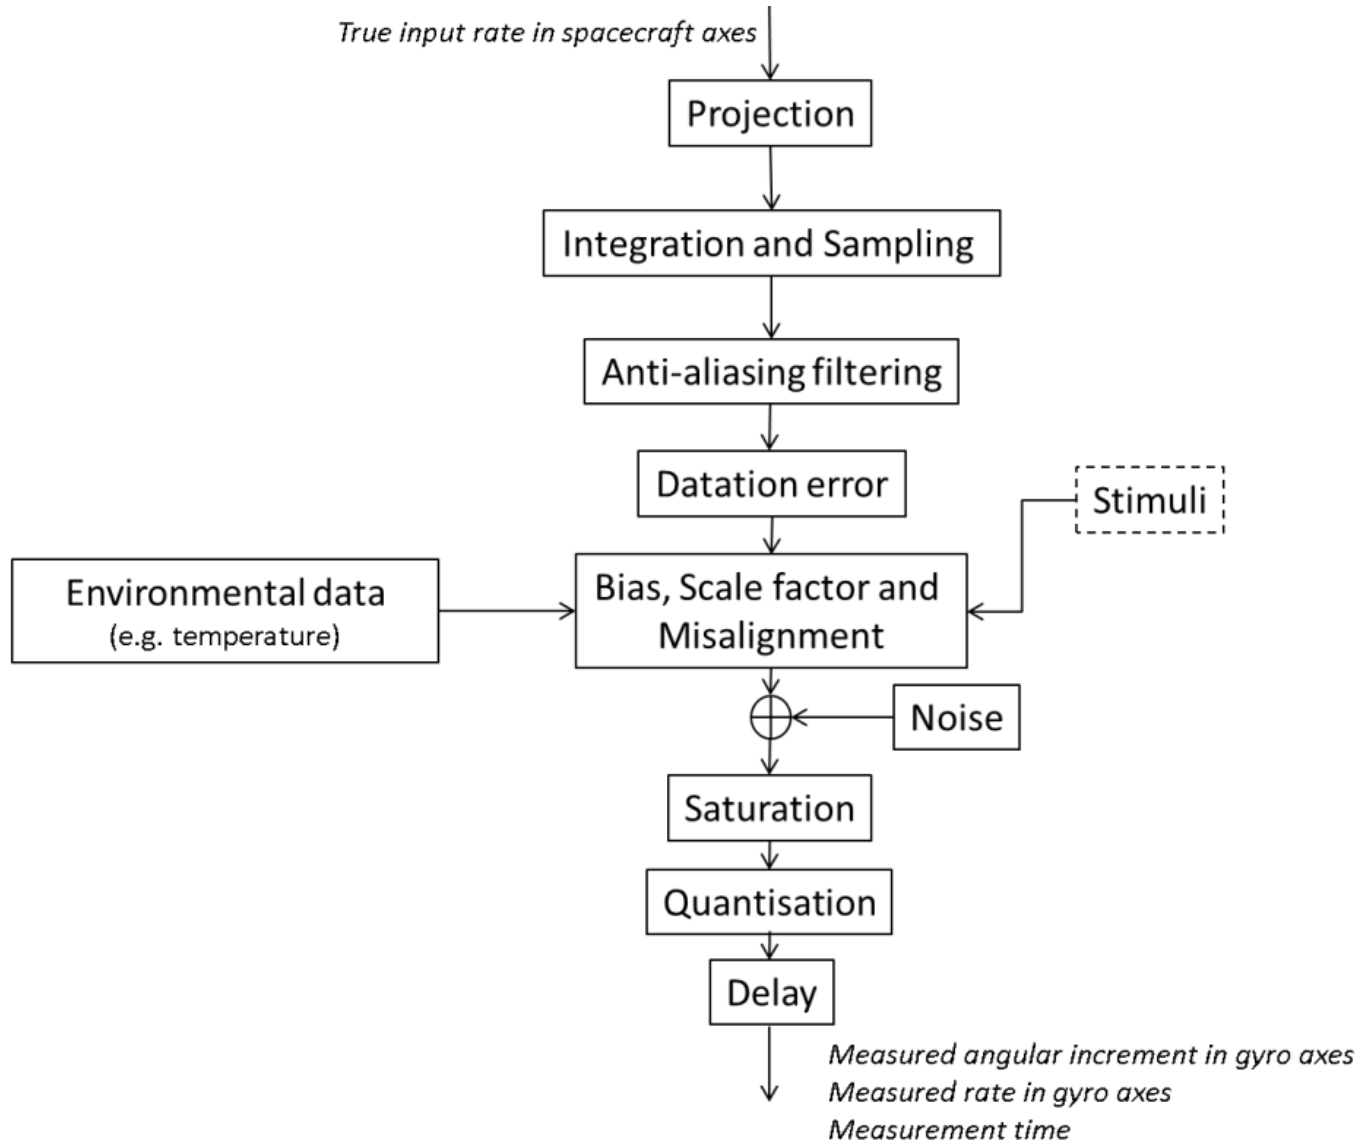 True input rate in spacecraft axes
Projection
Integration and Sampling
Anti-aliasing filtering
Datation error
Stimuli
Environmental data
(e.g. temperature)
Bias, Scale factor and
Misalignment
Noise
Saturation
Quantisation
Delay
Measured angular increment in gyro axes
Measured rate in gyro axes
Measurement time